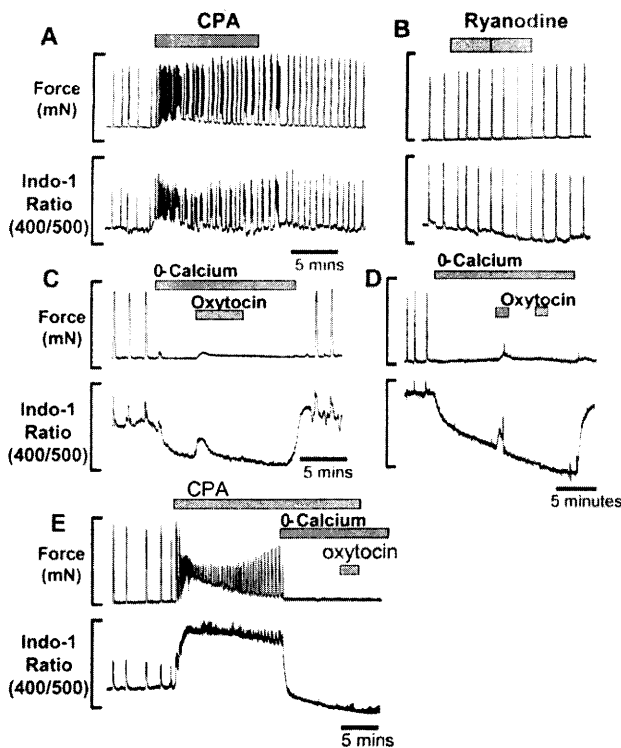 A
CPA
B
Ryanodine
Force
(mN)
Indo-1
Ratio
(400/500)
5 mins
5 mins
C
0-Calcium
Oxytocin
D
0-Calcium
Oxytocin
Force
(mN)
Indo-1
Ratio
(400/500)
5 mins
5 minutes
E
CPA
0-Calcium
oxytocin
Force
(mN)
Indo-1
Ratio
(400/500)
5 mins